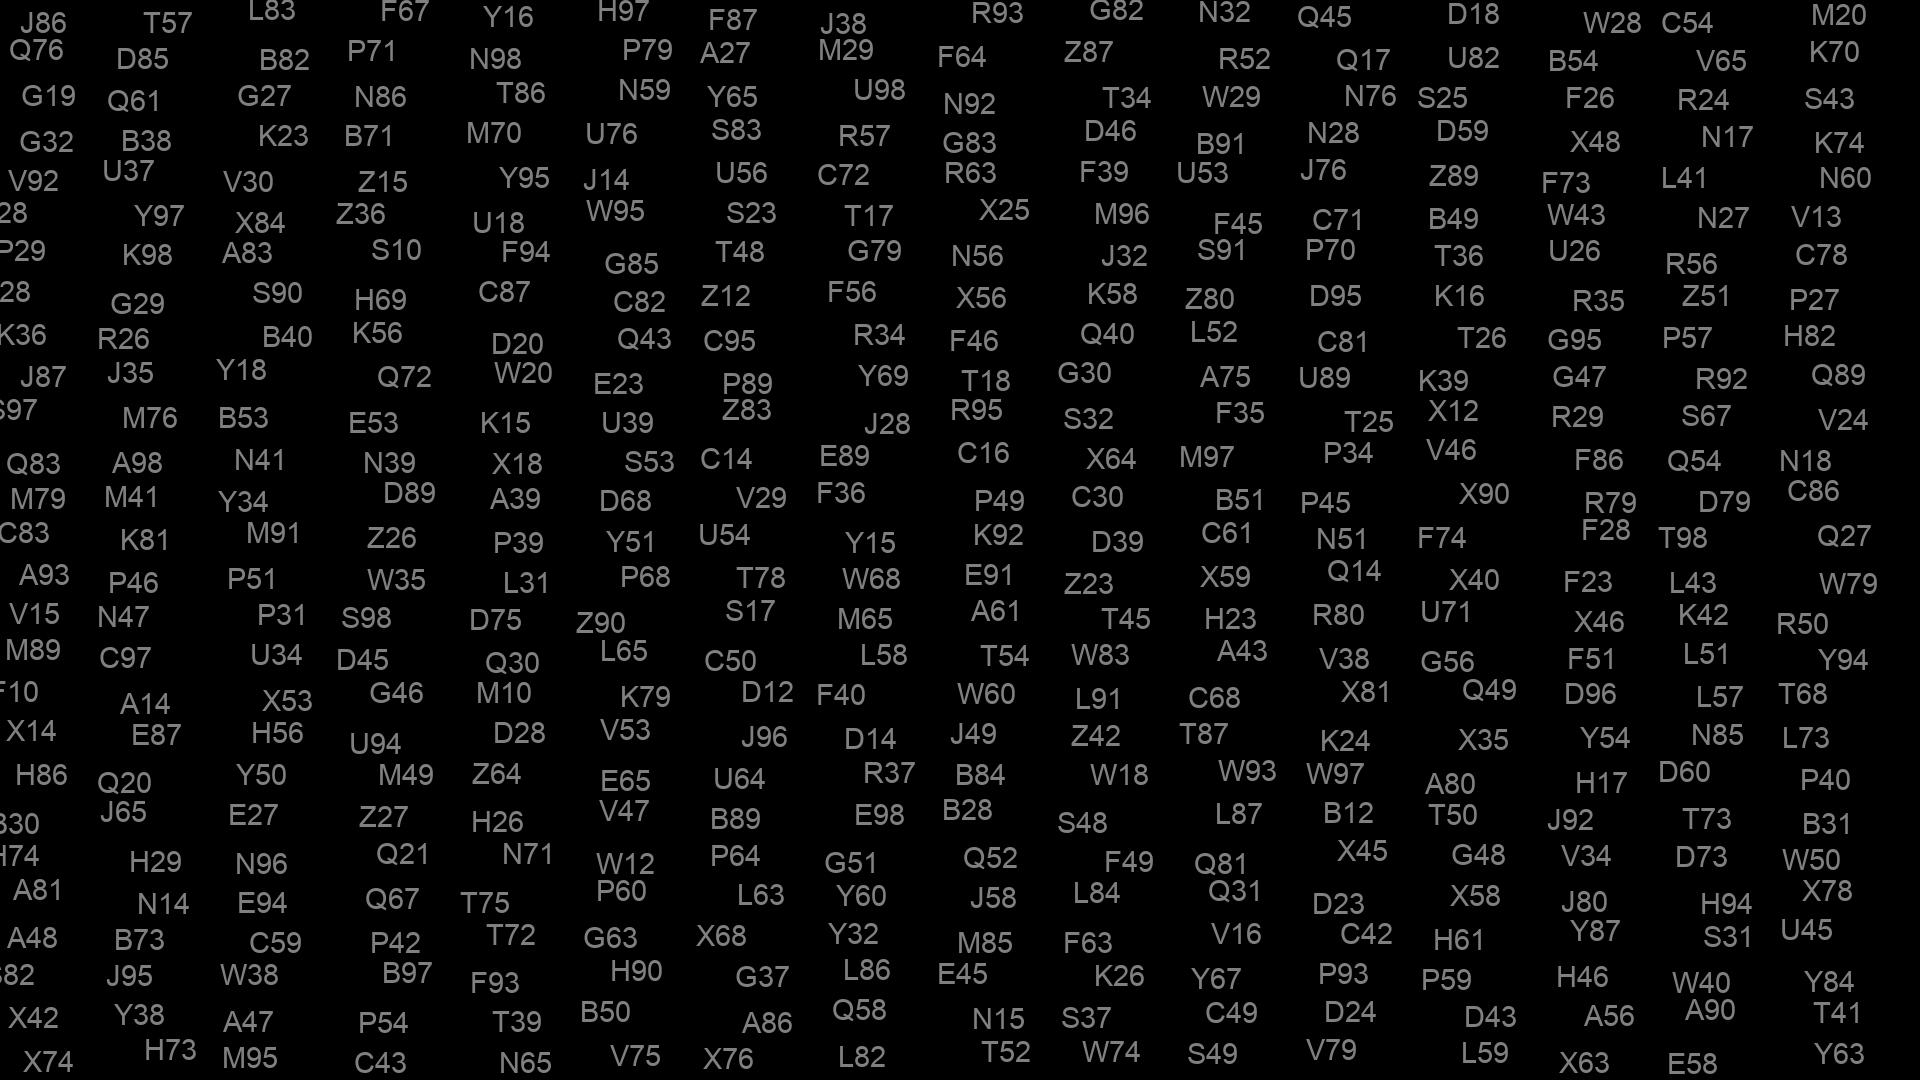 J86 T57 L83 F67 Y16 H97 F87 J38 R93 G82 N32 Q45 D18 W28 C54 M20
Q76 D85 B82 P71 N98 P79 A27 M29 F64 Z87 R52 Q17 U82 B54 V65 K70
G19 Q61 G27 N86 T86 N59 Y65 U98 N92 T34 W29 N76 S25 F26 R24 S43
G32 B38 K23 B71 M70 U76 S83 R57 G83 D46 B91 N28 D59 X48 N17 K74
V92 U37 V30 Z15 Y95 J14 U56 C72 R63 F39 U53 J76 Z89 F73 L41 N60
28 Y97 X84 Z36 U18 W95 S23 T17 X25 M96 F45 C71 B49 W43 N27 V13
P29 K98 A83 S10 F94 G85 T48 G79 N56 J32 S91 P70 T36 U26 R56 C78
28 G29 S90 H69 C87 C82 Z12 F56 X56 K58 Z80 D95 K16 R35 Z51 P27
K36 R26 B40 K56 D20 Q43 C95 R34 F46 Q40 L52 C81 T26 G95 P57 H82
J87 J35 Y18 Q72 W20 E23 P89 Y69 T18 G30 A75 U89 K39 G47 R92 Q89
S97 M76 B53 E53 K15 U39 Z83 J28 R95 S32 F35 T25 X12 R29 S67 V24
Q83 A98 N41 N39 X18 S53 C14 E89 C16 X64 M97 P34 V46 F86 Q54 N18
M79 M41 Y34 D89 A39 D68 V29 F36 P49 C30 B51 P45 X90 R79 D79 C86
C83 K81 M91 Z26 P39 Y51 U54 Y15 K92 D39 C61 N51 F74 F28 T98 Q27
A93 P46 P51 W35 L31 P68 T78 W68 E91 Z23 X59 Q14 X40 F23 L43 W79
V15 N47 P31 S98 D75 Z90 S17 M65 A61 T45 H23 R80 U71 X46 K42 R50
M89 C97 U34 D45 Q30 L65 C50 L58 T54 W83 A43 V38 G56 F51 L51 Y94
F10 A14 X53 G46 M10 K79 D12 F40 W60 L91 C68 X81 Q49 D96 L57 T68
X14 E87 H56 U94 D28 V53 J96 D14 J49 Z42 T87 K24 X35 Y54 N85 L73
H86 Q20 Y50 M49 Z64 E65 U64 R37 B84 W18 W93 W97 A80 H17 D60 P40
B30 J65 E27 Z27 H26 V47 B89 E98 B28 S48 L87 B12 T50 J92 T73 B31
H74 H29 N96 Q21 N71 W12 P64 G51 Q52 F49 Q81 X45 G48 V34 D73 W50
A81 N14 E94 Q67 T75 P60 L63 Y60 J58 L84 Q31 D23 X58 J80 H94 X78
A48 B73 C59 P42 T72 G63 X68 Y32 M85 F63 V16 C42 H61 Y87 S31 U45
82 J95 W38 B97 F93 H90 G37 L86 E45 K26 Y67 P93 P59 H46 W40 Y84
X42 Y38 A47 P54 T39 B50 A86 Q58 N15 S37 C49 D24 D43 A56 A90 T41
X74 H73 M95 C43 N65 V75 X76 L82 T52 W74 S49 V79 L59 X63 E58 Y63